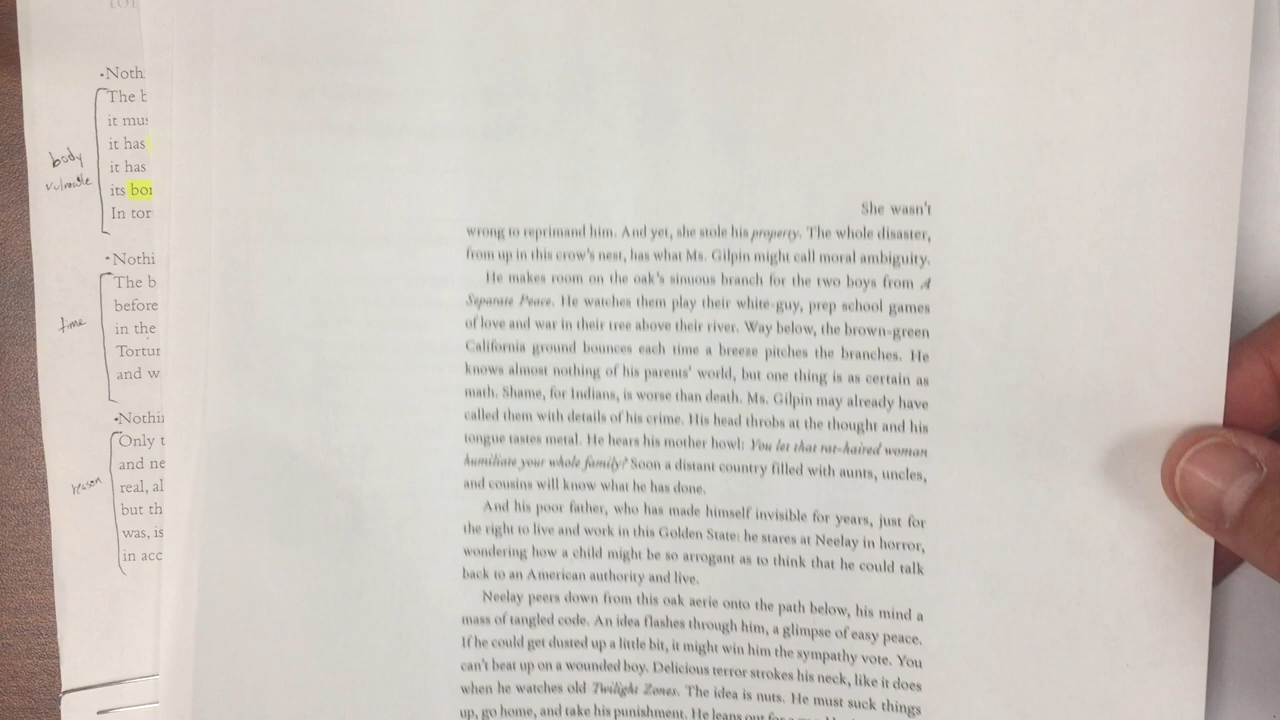 ·Noth
The b
it mus
it has
it has
its bor
In tor
body
vulnrable
·Nothi
The b
before
in the
Tortur
and w
time
·Nothin
Only t
and ne
real, al
but th
was, is
in acc
reason
She wasn't
wrong to reprimand him. And yet, she stole his property. The whole disaster,
from up in this crow's nest, has what Ms. Gilpin might call moral ambiguity.
He makes room on the oak's sinuous branch for the two boys from A
Separate Peace. He watches them play their white-guy, prep school games
of love and war in their tree above their river. Way below, the brown-green
California ground bounces each time a breeze pitches the branches. He
knows almost nothing of his parents' world, but one thing is as certain as
math. Shame, for Indians, is worse than death. Ms. Gilpin may already have
called them with details of his crime. His head throbs at the thought and his
tongue tastes metal. He hears his mother howl: You let that rat-haired woman
humiliate your whole family? Soon a distant country filled with aunts, uncles,
and cousins will know what he has done.
And his poor father, who has made himself invisible for years, just for
the right to live and work in this Golden State: he stares at Neelay in horror,
wondering how a child might be so arrogant as to think that he could talk
back to an American authority and live.
Neelay peers down from this oak aerie onto the path below, his mind a
mass of tangled code. An idea flashes through him, a glimpse of easy peace.
If he could get dusted up a little bit, it might win him the sympathy vote. You
can't beat up on a wounded boy. Delicious terror strokes his neck, like it does
when he watches old Twilight Zones. The idea is nuts. He must suck things
up, go home, and take his punishment. He leans out for a